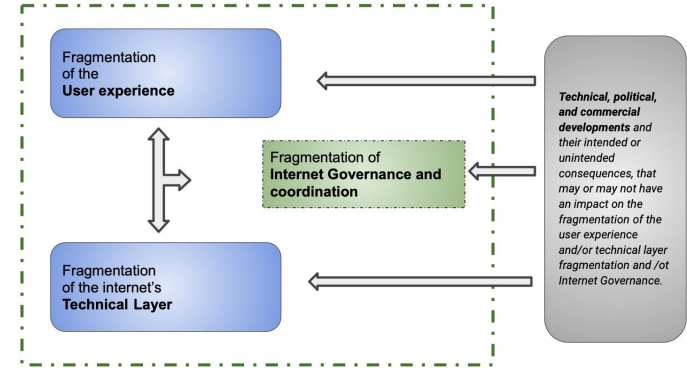 Fragmentation
of the
User experience
Fragmentation of
Internet Governance and
coordination
Fragmentation
of the internet's
Technical Layer
Technical, political,
and commercial
developments and
their intended or
unintended
consequences, that
may or may not have
an impact on the
fragmentation of the
user experience
and/or technical layer
fragmentation and /ot
Internet Governance.